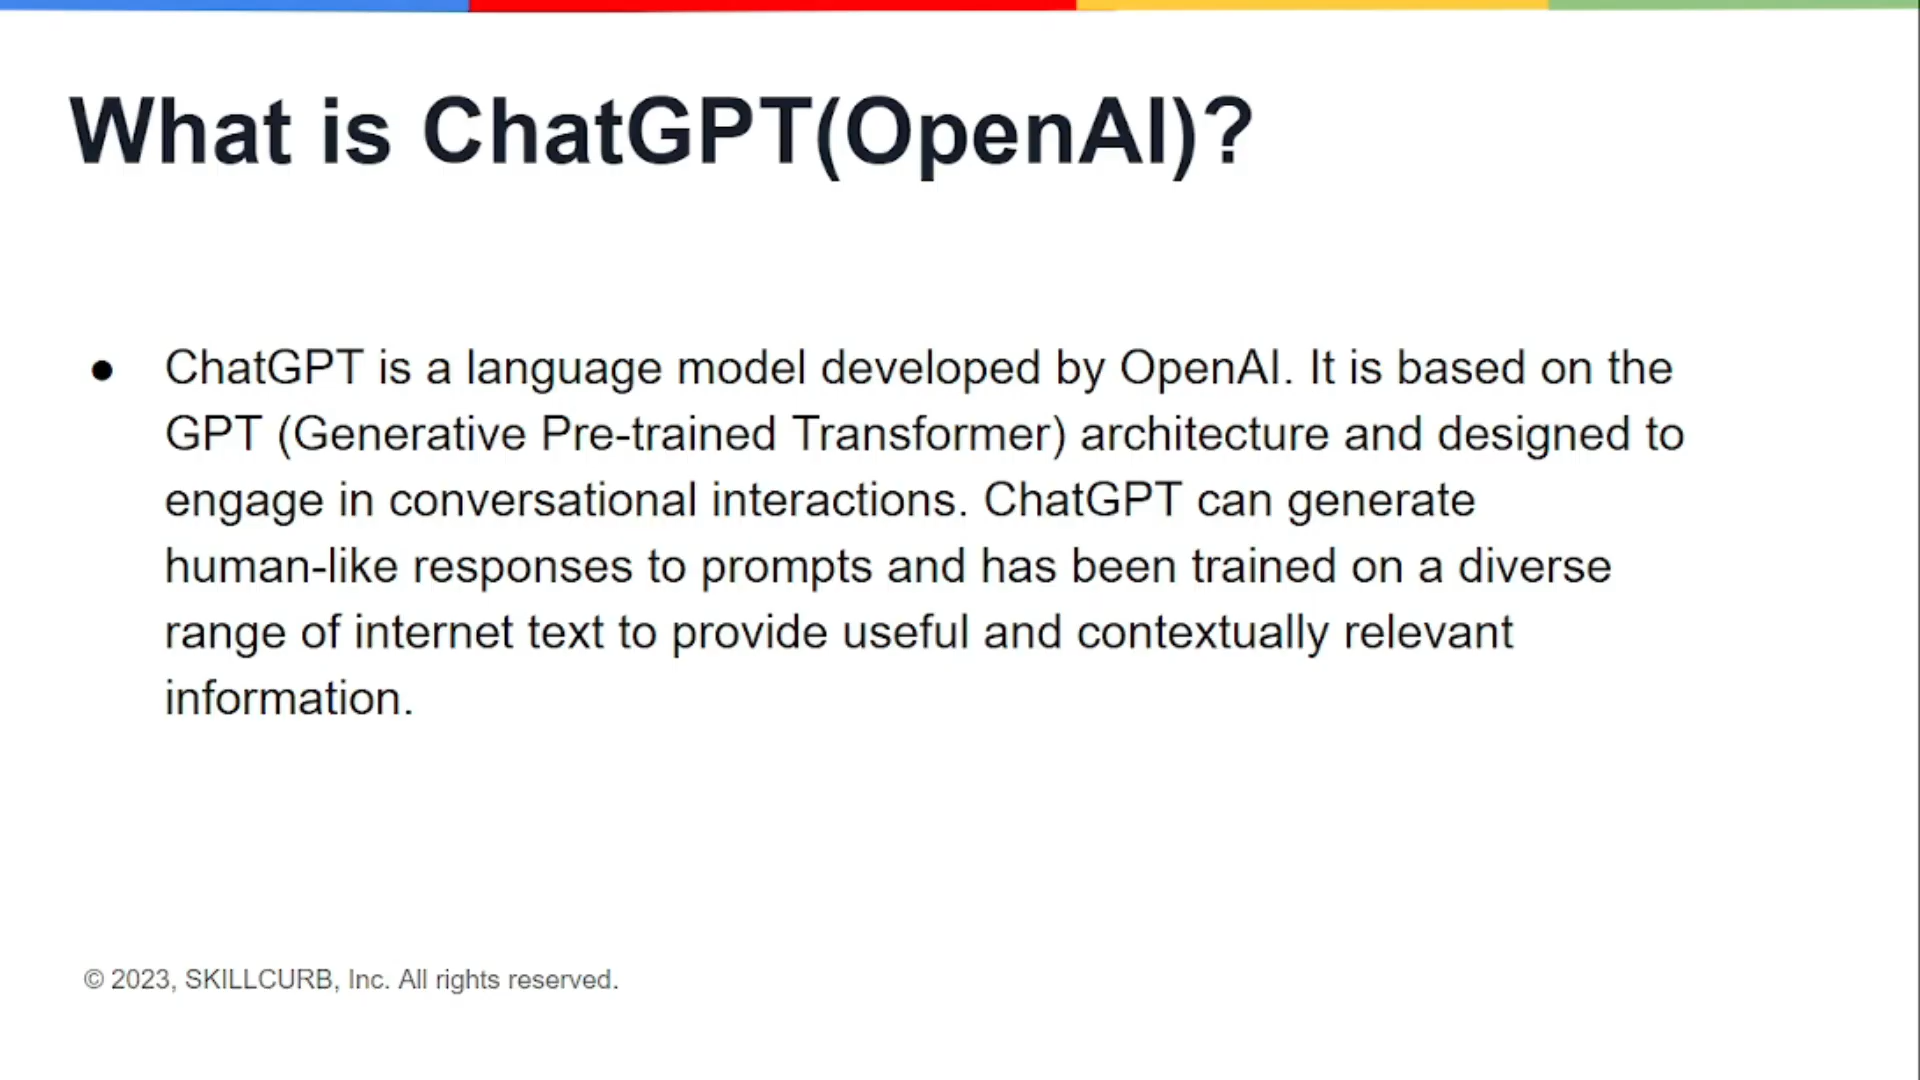 What is ChatGPT(OpenAI)?
● ChatGPT is a language model developed by OpenAI. It is based on the
GPT (Generative Pre-trained Transformer) architecture and designed to
engage in conversational interactions. ChatGPT can generate
human-like responses to prompts and has been trained on a diverse
range of internet text to provide useful and contextually relevant
information.
© 2023, SKILLCURB, Inc. All rights reserved.